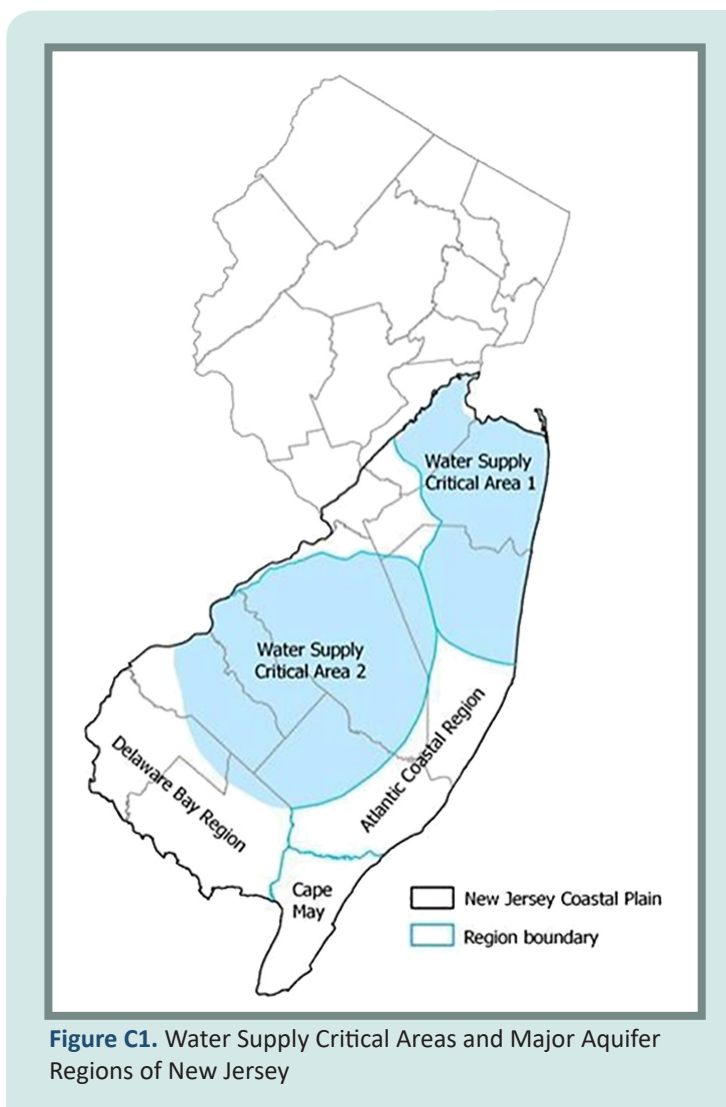 Water Supply
Critical Area 1
Water Supply
Critical Area 2
Delaware Bay Region
Atlantic Coastal Region
Cape
May
New Jersey Coastal Plain
Region boundary
Figure C1. Water Supply Critical Areas and Major Aquifer
Regions of New Jersey